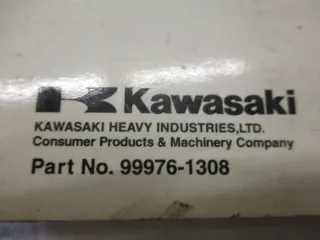 Kawasaki
KAWASAKI HEAVY INDUSTRIES,LTD.
Consumer Products & Machinery Company
Part No. 99976-1308